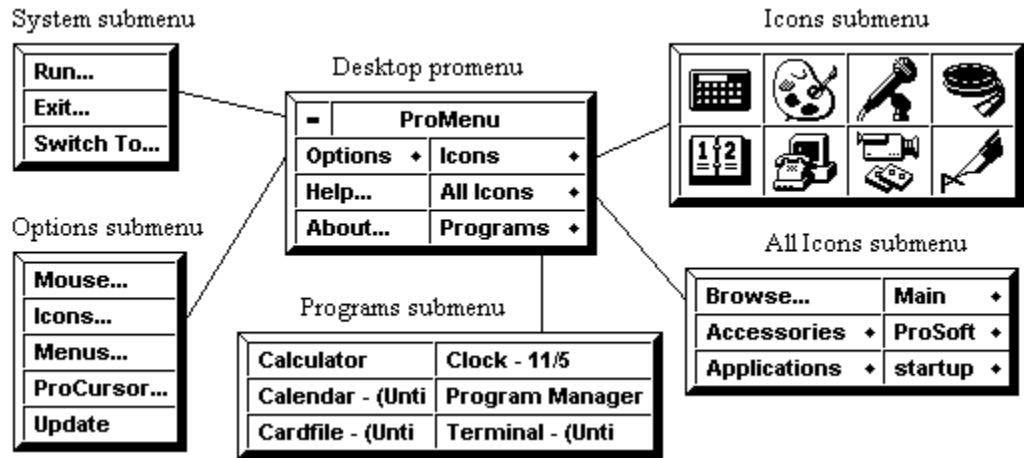 System submenu
Run...
Exit...
Switch To...
Desktop promenu
- ProMenu
Options Icons
Help... All Icons
About... Programs
Icons submenu
1 2
Options submenu
Mouse...
Icons...
Menus...
ProCursor...
Update
Programs submenu
Calculator Clock - 11/5
Calendar - (Unti Program Manager
Cardfile - (Unti Terminal - (Unti
All Icons submenu
Browse... Main
Accessories ProSoft
Applications startup